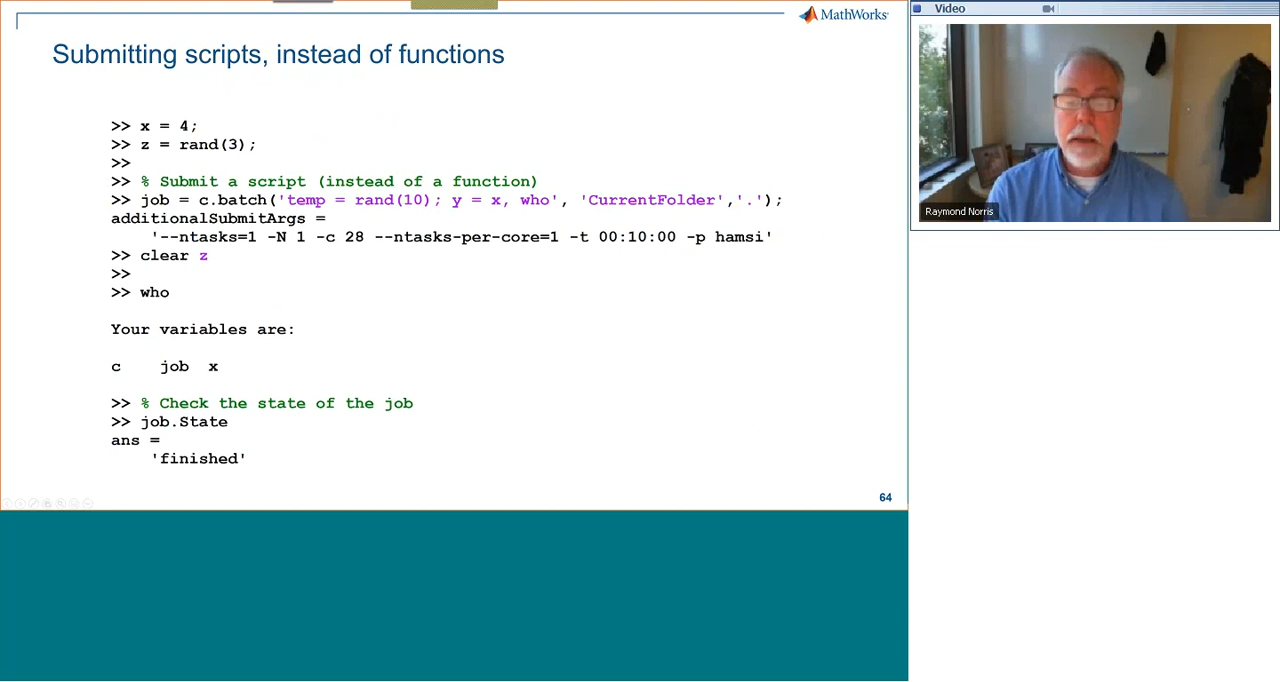 MathWorks
Submitting scripts, instead of functions
>> x = 4;
>> z = rand(3);
>>
>> % Submit a script (instead of a function)
>> job = c.batch('temp = rand(10); y = x, who', 'CurrentFolder','.');
additionalSubmitArgs =
'--ntasks=1 -N 1 -c 28 --ntasks-per-core=1 -t 00:10:00 -p hamsi'
>> clear z
>>
>> who
Your variables are:
c job x
>> % Check the state of the job
>> job.State
ans =
'finished'
64
Video
Raymond Norris